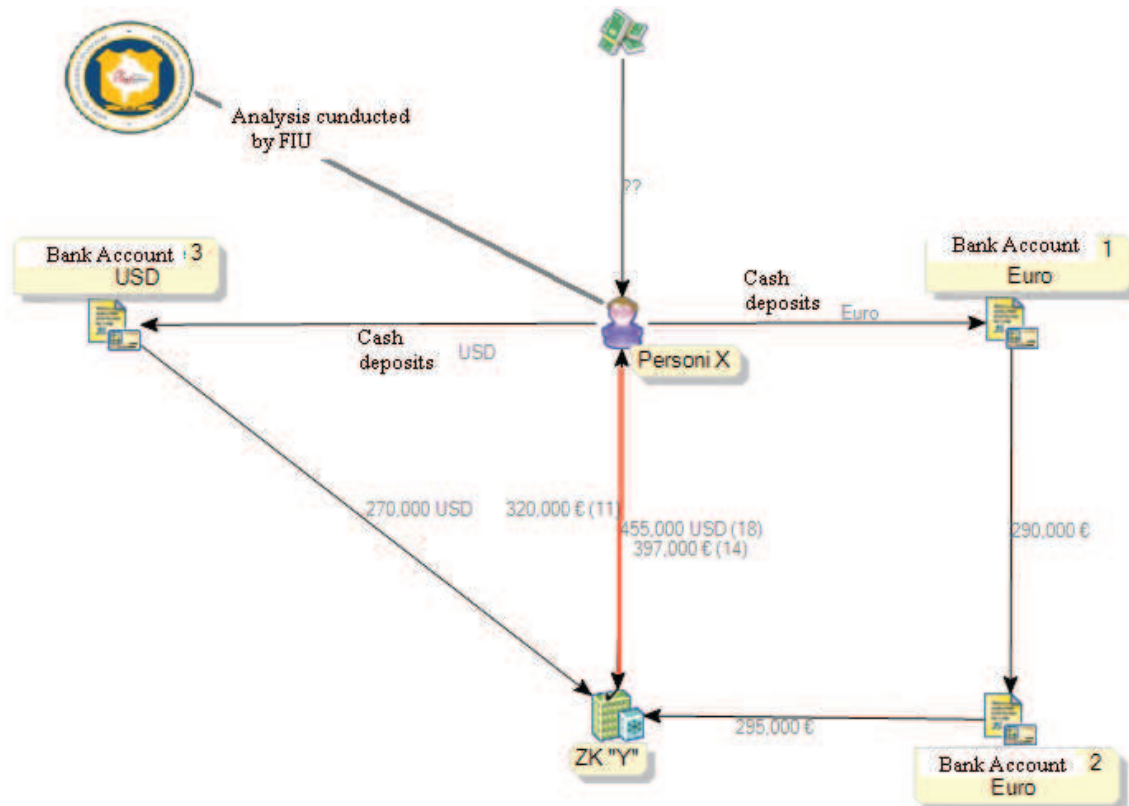 Analysis cunducted
by FIU
??
Bank Account 3
USD
Bank Account 1
Euro
Cash
deposits
Euro
Cash
deposits
USD
Personi X
270,000 USD
320,000 € (11)
455,000 USD (18)
397,000 € (14)
290,000 €
295,000 €
ZK "Y"
Bank Account 2
Euro